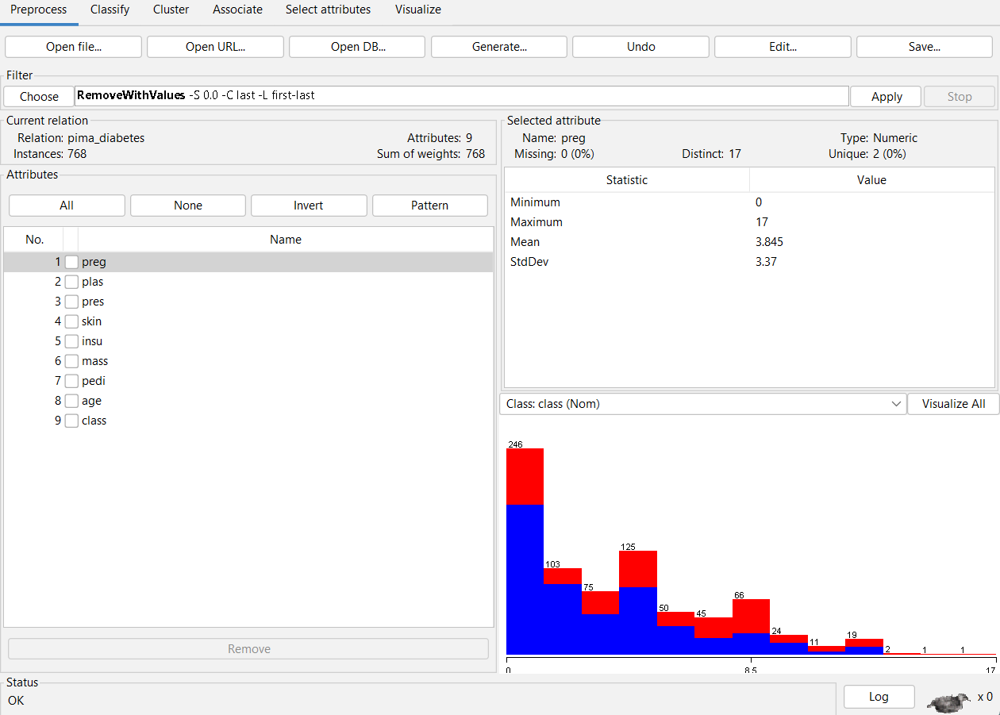 Preprocess Classify Cluster Associate Select attributes Visualize
Open file... Open URL... Open DB... Generate... Undo Edit... Save...
Filter
Choose RemoveWithValues -S 0.0 -C last -L first-last Apply Stop
Current relation
Relation: pima_diabetes Attributes: 9
Instances: 768 Sum of weights: 768
Attributes
All None Invert Pattern
No. Name
1 preg
2 plas
3 pres
4 skin
5 insu
6 mass
7 pedi
8 age
9 class
Remove
Selected attribute
Name: preg Type: Numeric
Missing: 0 (0%) Distinct: 17 Unique: 2 (0%)
Statistic Value
Minimum 0
Maximum 17
Mean 3.845
StdDev 3.37
Class: class (Nom) Visualize All
246
103
75
125
50
45
66
24
11
19
2
1
1
0 8.5 17
Status
OK
Log x 0